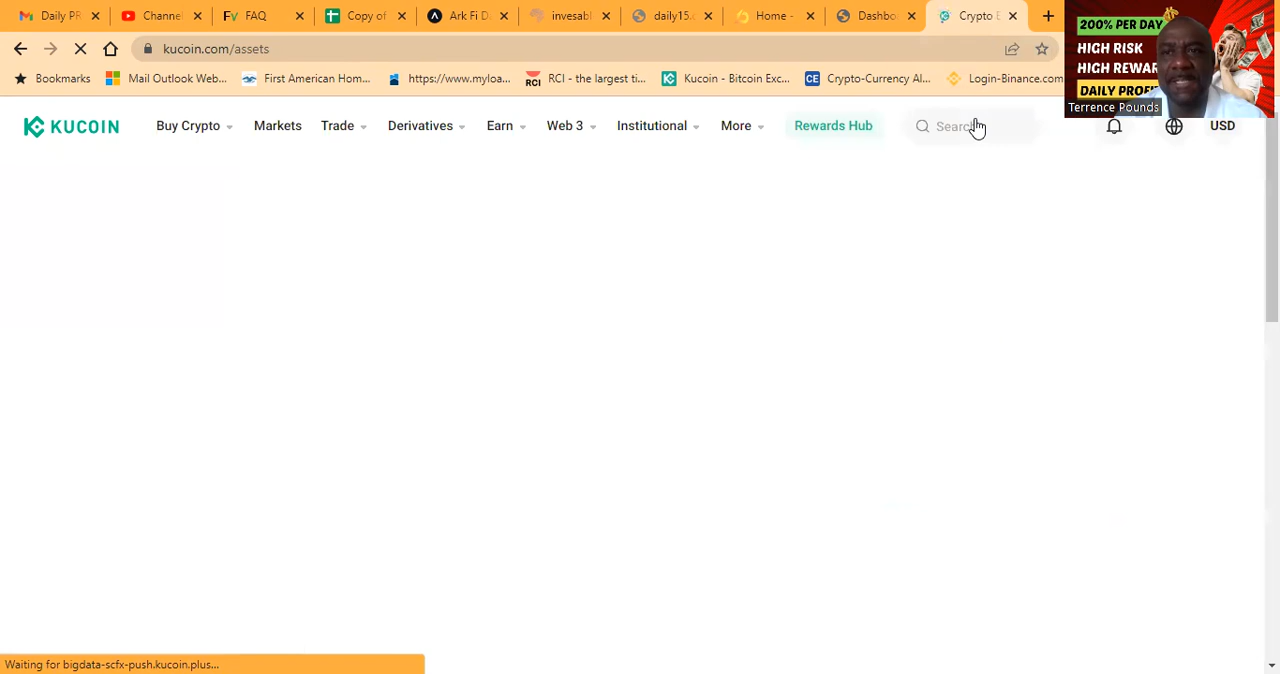 Daily PR
Channel
FAQ
Copy of
Ark Fi D
invesabl
daily15.c
Home -
Dashbo
Crypto E
kucoin.com/assets
Bookmarks
Mail Outlook Web...
First American Hom...
https://www.myloa...
RCI - the largest ti...
Kucoin - Bitcoin Exc...
Crypto-Currency Al...
Login-Binance.com
KUCOIN
Buy Crypto
Markets
Trade
Derivatives
Earn
Web 3
Institutional
More
Rewards Hub
Search
USD
200% PER DAY
HIGH RISK
HIGH REWAR
DAILY PROFI
Terrence Pounds
Waiting for bigdata-scfx-push.kucoin.plus...